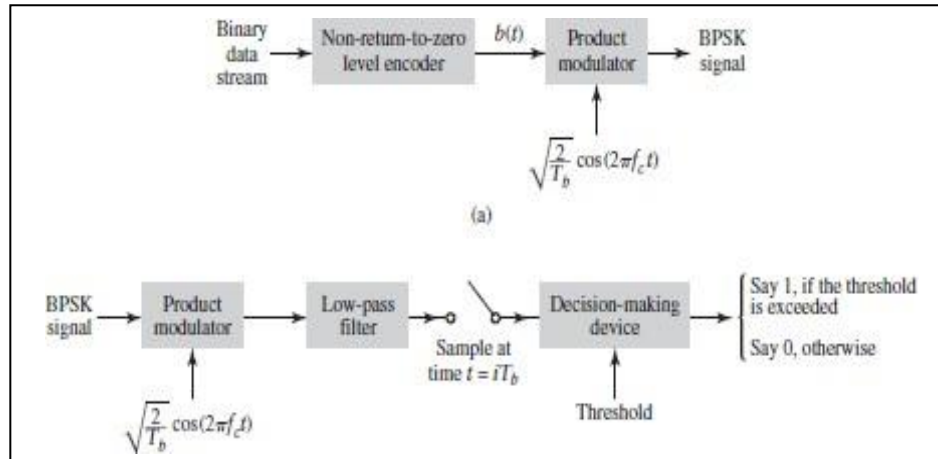 Binary
data
stream
Non-return-to-zero
level encoder
b(t)
Product
modulator
BPSK
signal
√(2/T_b) cos(2πf_c t)
(a)
BPSK
signal
Product
modulator
Low-pass
filter
Sample at
time t = iT_b
Decision-making
device
Say 1, if the threshold
is exceeded
Say 0, otherwise
√(2/T_b) cos(2πf_c t)
Threshold